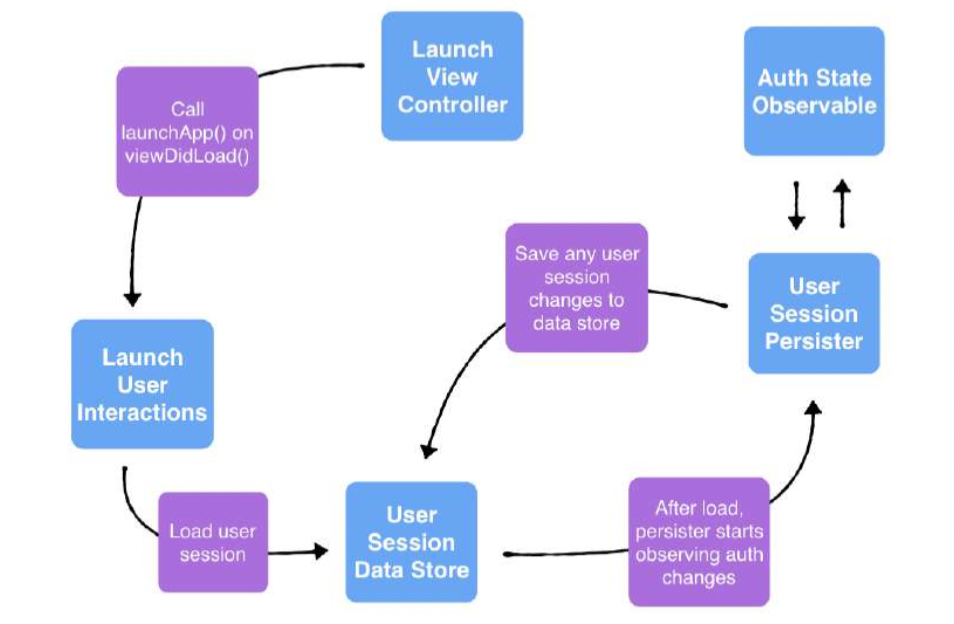 Launch
View
Controller
Auth State
Observable
Call
launchApp() on
viewDidLoad()
Save any user
session
changes to
data store
User
Session
Persister
Launch
User
Interactions
Load user
session
User
Session
Data Store
After load,
persister starts
observing auth
changes